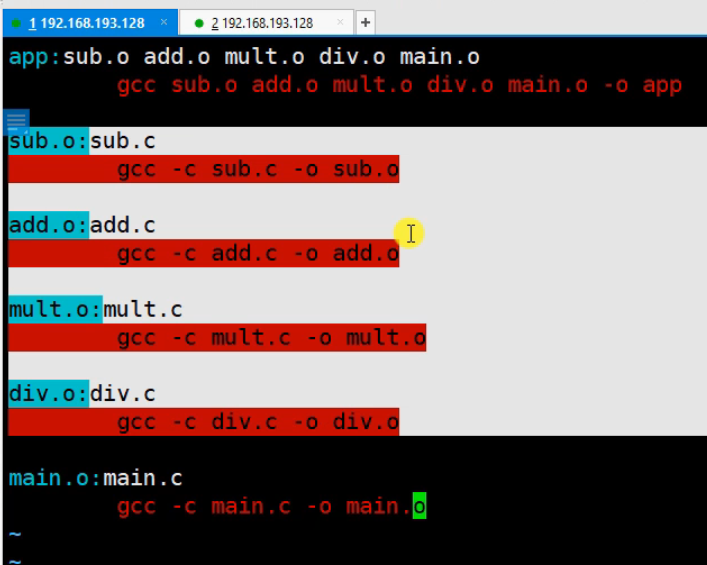 1 192.168.193.128 × 2 192.168.193.128 × +
app:sub.o add.o mult.o div.o main.o
gcc sub.o add.o mult.o div.o main.o -o app
sub.o:sub.c
gcc -c sub.c -o sub.o
add.o:add.c
gcc -c add.c -o add.o
mult.o:mult.c
gcc -c mult.c -o mult.o
div.o:div.c
gcc -c div.c -o div.o
main.o:main.c
gcc -c main.c -o main.o
~
~